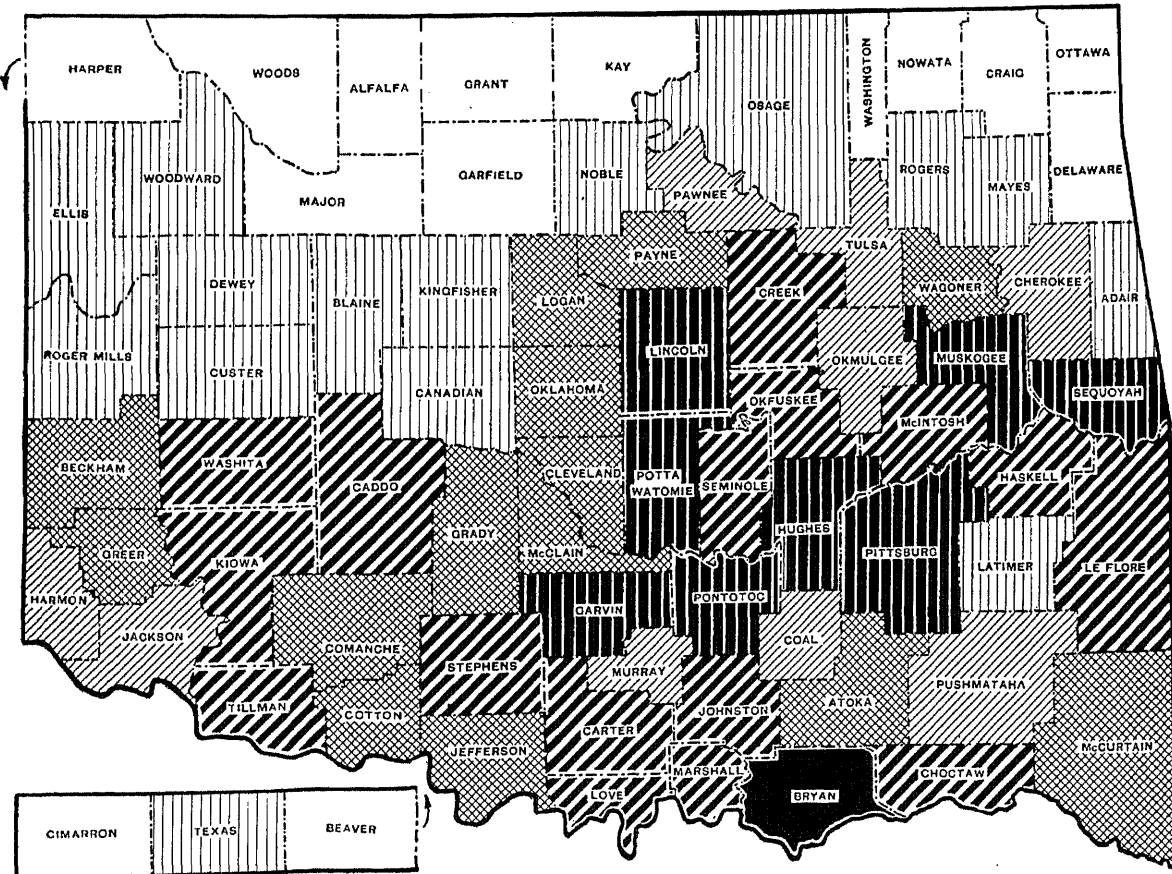 HARPER
WOODS
ALFALFA
GRANT
KAY
OSAGE
WASHINGTON
NOWATA
CRAIG
OTTAWA
ELLIS
WOODWARD
MAJOR
GARFIELD
NOBLE
PAWNEE
ROGERS
MAYES
DELAWARE
DEWEY
BLAINE
KINGFISHER
LOGAN
PAYNE
CREEK
TULSA
WAGONER
CHEROKEE
ADAIR
ROGER MILLS
CUSTER
CANADIAN
OKLAHOMA
LINCOLN
OKFUSKEE
OKMULGEE
MUSKOGEE
SEQUOYAH
BECKHAM
WASHITA
CADDO
GRADY
CLEVELAND
POTTA
WATOMIE
SEMINOLE
HUGHES
McINTOSH
HASKELL
GREER
KIOWA
McCLAIN
PITTSBURG
LATIMER
LE FLORE
HARMON
JACKSON
COMANCHE
STEPHENS
GARVIN
PONTOTOC
MURRAY
COAL
TILLMAN
COTTON
JEFFERSON
CARTER
JOHNSTON
ATOKA
PUSHMATAHA
McCURTAIN
LOVE
MARSHALL
BRYAN
CHOCTAW
CIMARRON
TEXAS
BEAVER